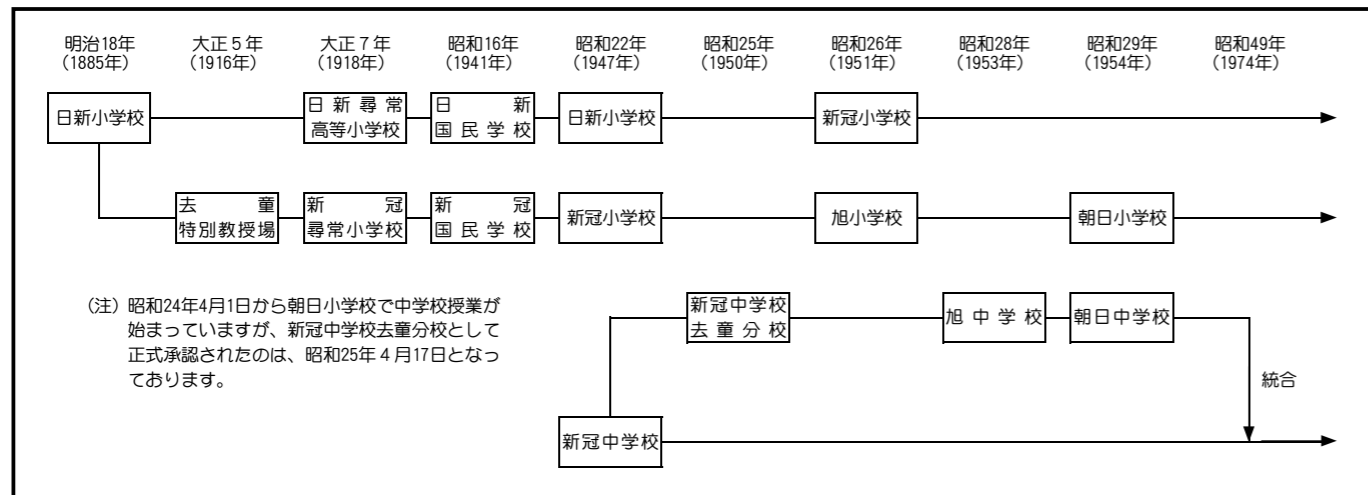 明治18年 大正５年 大正７年 昭和16年 昭和22年 昭和25年 昭和26年 昭和28年 昭和29年 昭和49年
(1885年) (1916年) (1918年) (1941年) (1947年) (1950年) (1951年) (1953年) (1954年) (1974年)
日新小学校
日新尋常
高等小学校
日新
国民学校
日新小学校
新冠小学校
去童
特別教授場
新冠
尋常小学校
新冠
国民学校
新冠小学校
旭小学校
朝日小学校
(注) 昭和24年4月1日から朝日小学校で中学校授業が
始まっていますが、新冠中学校去童分校として
正式承認されたのは、昭和25年４月17日となっ
ております。
新冠中学校
去童分校
旭中学校
朝日中学校
統合
新冠中学校